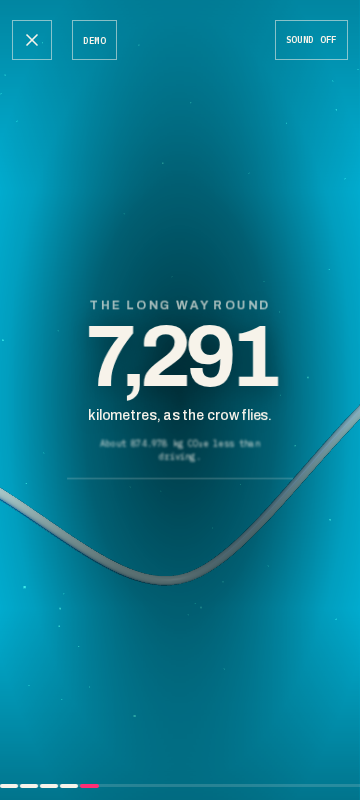 DEMO
SOUND OFF
THE LONG WAY ROUND
7,291
kilometres, as the crow flies.
About 874.978 kg CO₂e less than
driving.